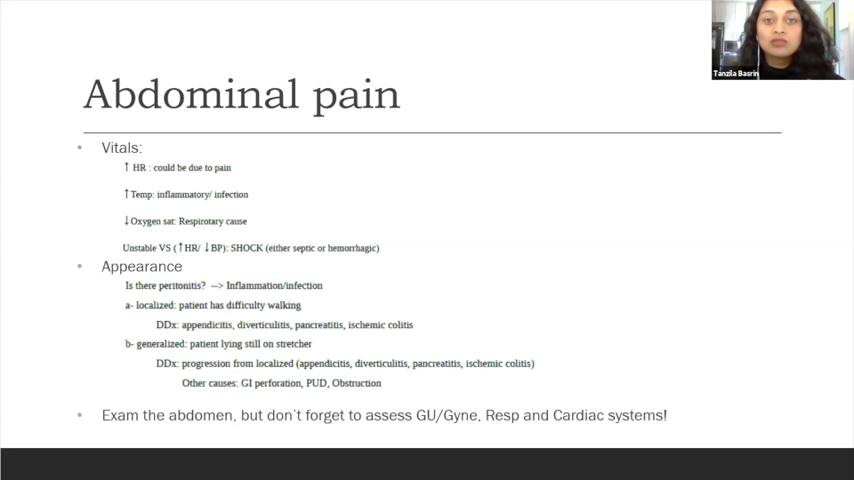 Tanzila Basrin
Abdominal pain
• Vitals:
↑ HR : could be due to pain
↑Temp: inflammatory/ infection
↓Oxygen sat: Respirotary cause
Unstable VS (↑HR/ ↓BP): SHOCK (either septic or hemorrhagic)
• Appearance
Is there peritonitis? --> Inflammation/infection
a- localized: patient has difficulty walking
DDx: appendicitis, diverticulitis, pancreatitis, ischemic colitis
b- generalized: patient lying still on stretcher
DDx: progression from localized (appendicitis, diverticulitis, pancreatitis, ischemic colitis)
Other causes: GI perforation, PUD, Obstruction
• Exam the abdomen, but don't forget to assess GU/Gyne, Resp and Cardiac systems!